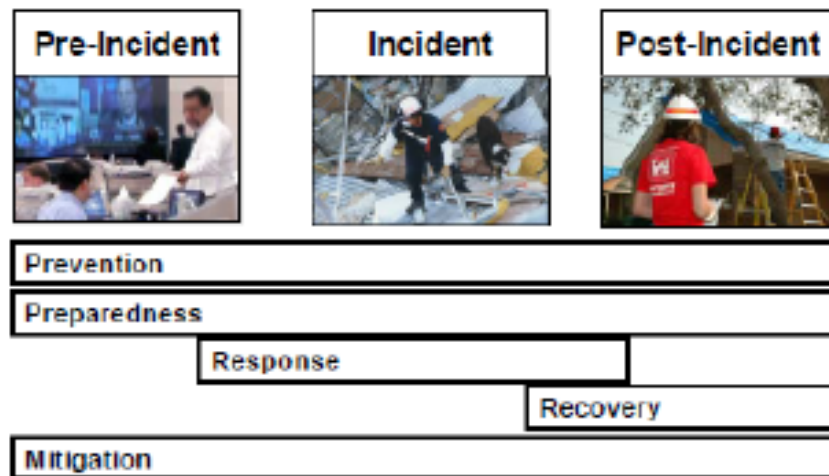 Pre-Incident Incident Post-Incident
Prevention
Preparedness
Response
Recovery
Mitigation